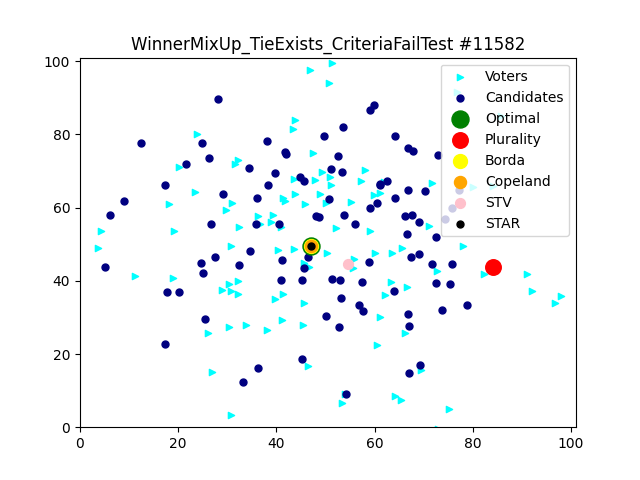 WinnerMixUp_TieExists_CriteriaFailTest #11582
100
80
60
40
20
0
0 20 40 60 80 100
Voters
Candidates
Optimal
Plurality
Borda
Copeland
STV
STAR